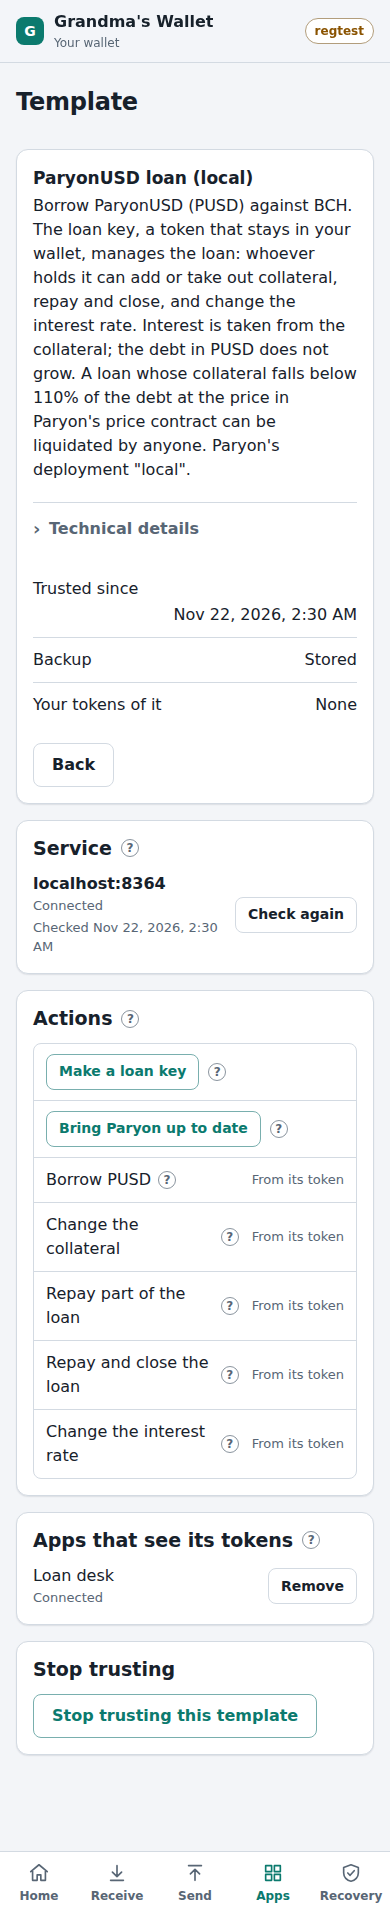 G
Grandma's Wallet
Your wallet
regtest
Template
ParyonUSD loan (local)
Borrow ParyonUSD (PUSD) against BCH.
The loan key, a token that stays in your
wallet, manages the loan: whoever
holds it can add or take out collateral,
repay and close, and change the
interest rate. Interest is taken from the
collateral; the debt in PUSD does not
grow. A loan whose collateral falls below
110% of the debt at the price in
Paryon's price contract can be
liquidated by anyone. Paryon's
deployment "local".
› Technical details
Trusted since
Nov 22, 2026, 2:30 AM
Backup Stored
Your tokens of it None
Back
Service ?
localhost:8364
Connected
Checked Nov 22, 2026, 2:30
AM
Check again
Actions ?
Make a loan key ?
Bring Paryon up to date ?
Borrow PUSD ? From its token
Change the
collateral ? From its token
Repay part of the
loan ? From its token
Repay and close the
loan ? From its token
Change the interest
rate ? From its token
Apps that see its tokens ?
Loan desk
Connected
Remove
Stop trusting
Stop trusting this template
Home Receive Send Apps Recovery